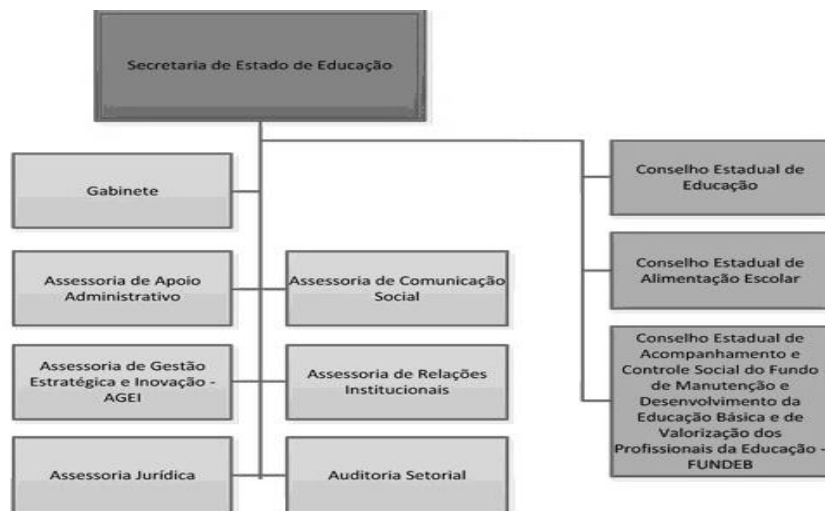 Secretaria de Estado de Educação
Gabinete
Assessoria de Apoio
Administrativo
Assessoria de Comunicação
Social
Assessoria de Gestão
Estratégica e Inovação -
AGEI
Assessoria de Relações
Institucionais
Assessoria Jurídica
Auditoria Setorial
Conselho Estadual de
Educação
Conselho Estadual de
Alimentação Escolar
Conselho Estadual de
Acompanhamento e
Controle Social do Fundo
de Manutenção e
Desenvolvimento da
Educação Básica e de
Valorização dos
Profissionais da Educação -
FUNDEB